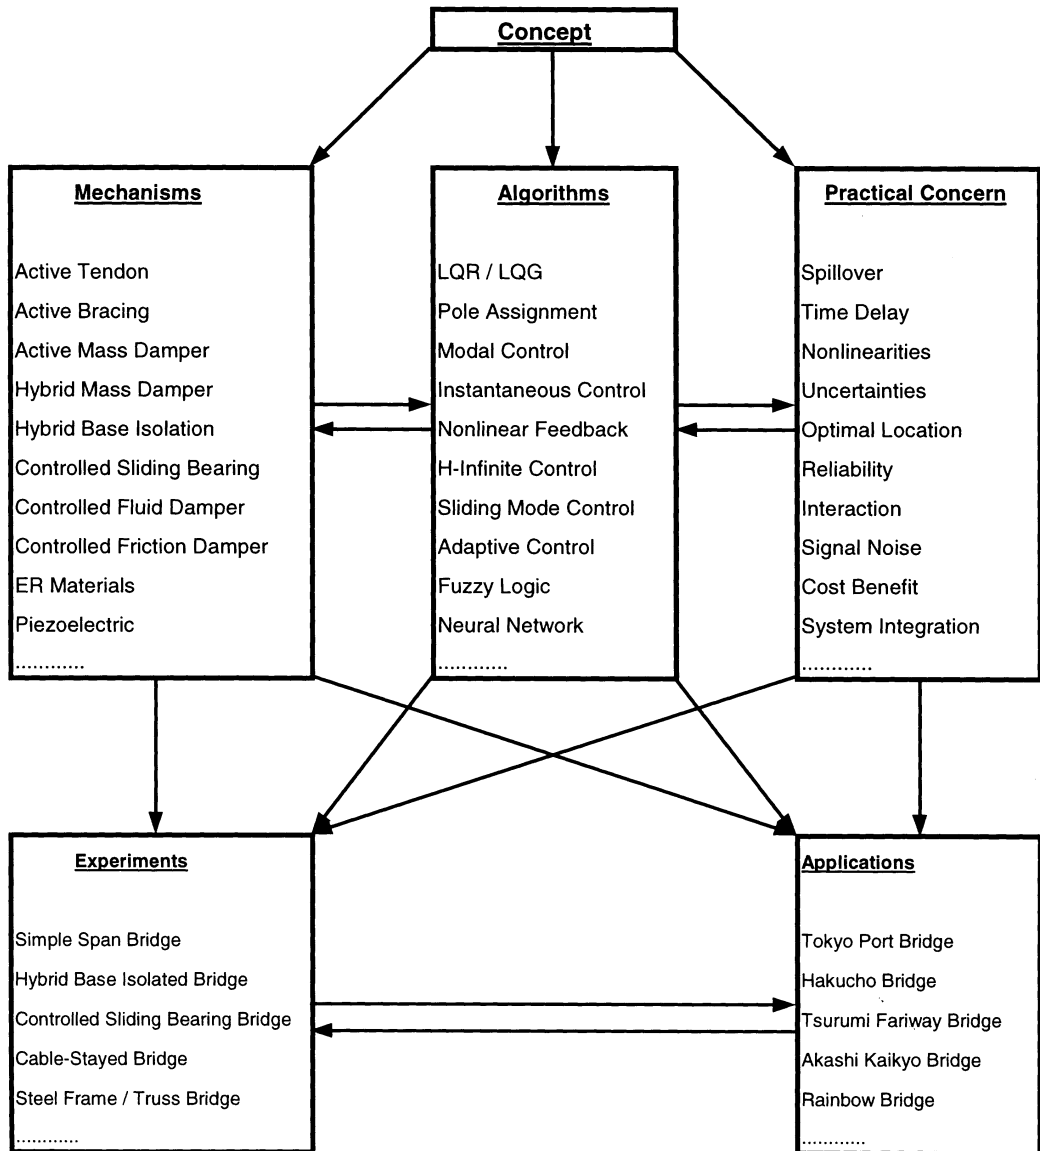 Concept
Mechanisms
Active Tendon
Active Bracing
Active Mass Damper
Hybrid Mass Damper
Hybrid Base Isolation
Controlled Sliding Bearing
Controlled Fluid Damper
Controlled Friction Damper
ER Materials
Piezoelectric
............
Algorithms
LQR / LQG
Pole Assignment
Modal Control
Instantaneous Control
Nonlinear Feedback
H-Infinite Control
Sliding Mode Control
Adaptive Control
Fuzzy Logic
Neural Network
............
Practical Concern
Spillover
Time Delay
Nonlinearities
Uncertainties
Optimal Location
Reliability
Interaction
Signal Noise
Cost Benefit
System Integration
............
Experiments
Simple Span Bridge
Hybrid Base Isolated Bridge
Controlled Sliding Bearing Bridge
Cable-Stayed Bridge
Steel Frame / Truss Bridge
............
Applications
Tokyo Port Bridge
Hakucho Bridge
Tsurumi Fariway Bridge
Akashi Kaikyo Bridge
Rainbow Bridge
............